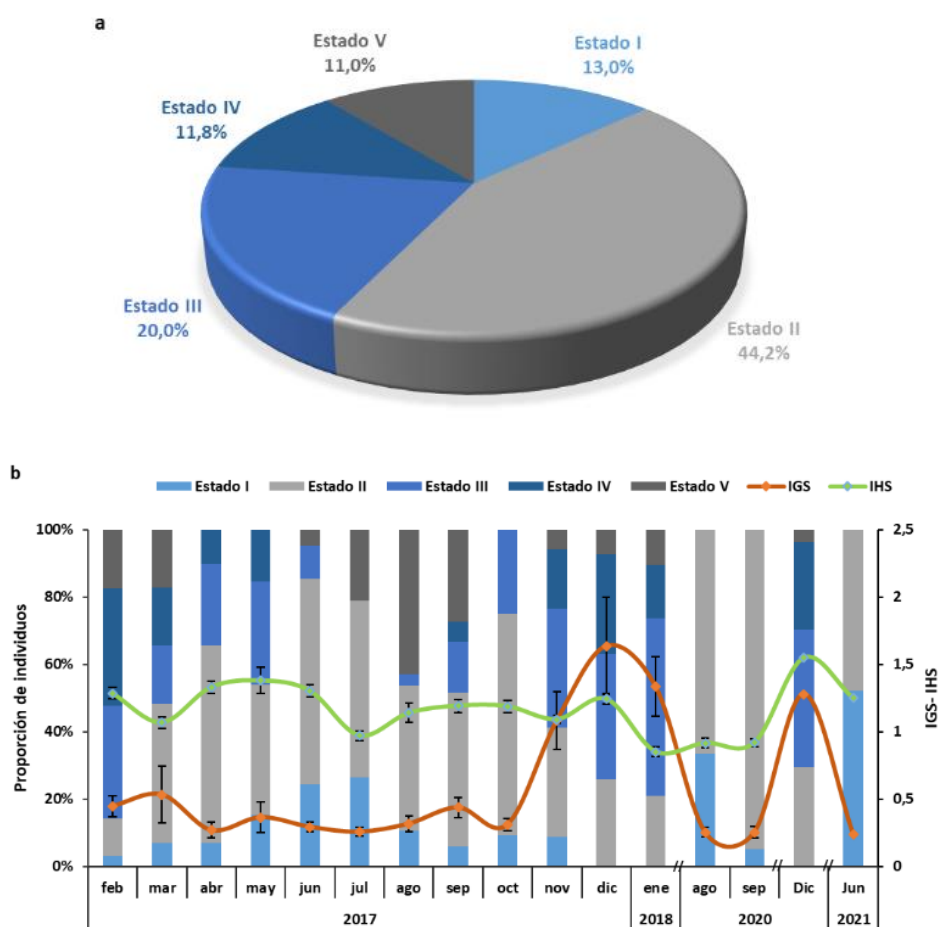 a
Estado V
11,0%
Estado I
13,0%
Estado IV
11,8%
Estado III
20,0%
Estado II
44,2%
b
Estado I Estado II Estado III Estado IV Estado V IGS IHS
100% 2,5
80% 2
60% 1,5
40% 1
20% 0,5
0% 0
Proporción de individuos
IGS- IHS
feb mar abr may jun jul ago sep oct nov dic ene ago sep Dic Jun
2017 2018 2020 2021